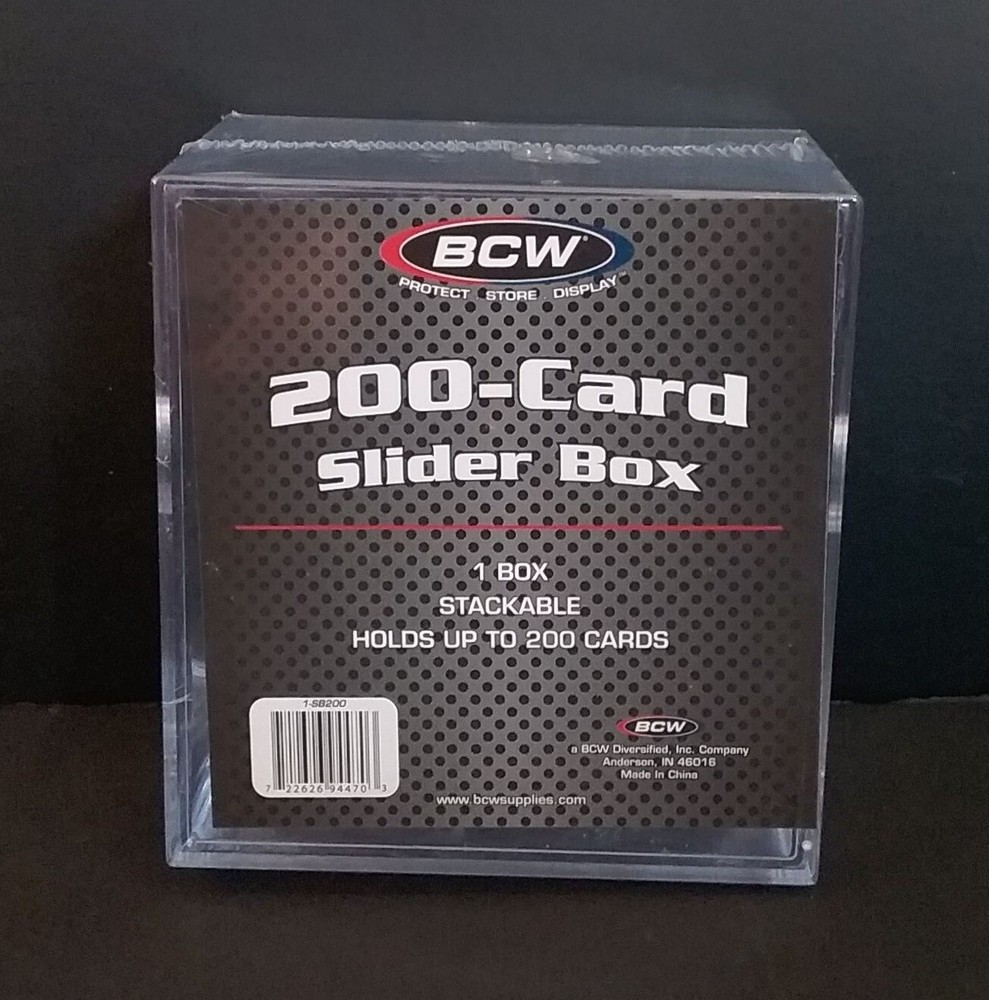 BCW®
PROTECT . STORE . DISPLAY™
200-Card
Slider Box
1 BOX
STACKABLE
HOLDS UP TO 200 CARDS
1-SB200
7 22626 94470 3
BCW
a BCW Diversified, Inc. Company
Anderson, IN 46016
Made In China
www.bcwsupplies.com